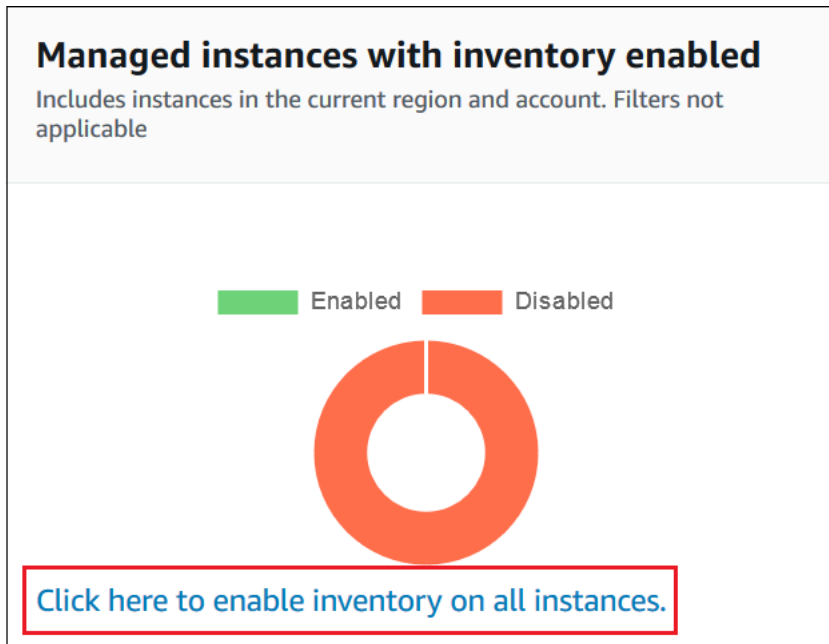 Managed instances with inventory enabled
Includes instances in the current region and account. Filters not
applicable
Enabled Disabled
Click here to enable inventory on all instances.